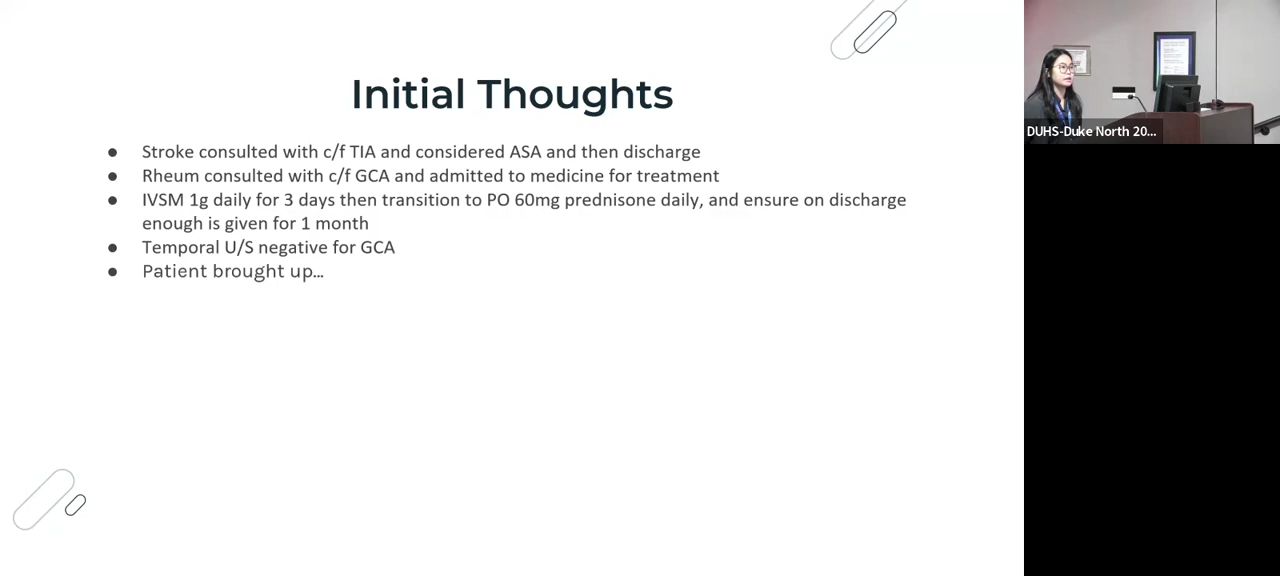 Initial Thoughts
● Stroke consulted with c/f TIA and considered ASA and then discharge
● Rheum consulted with c/f GCA and admitted to medicine for treatment
● IVSM 1g daily for 3 days then transition to PO 60mg prednisone daily, and ensure on discharge
enough is given for 1 month
● Temporal U/S negative for GCA
● Patient brought up…
DUHS-Duke North 20...